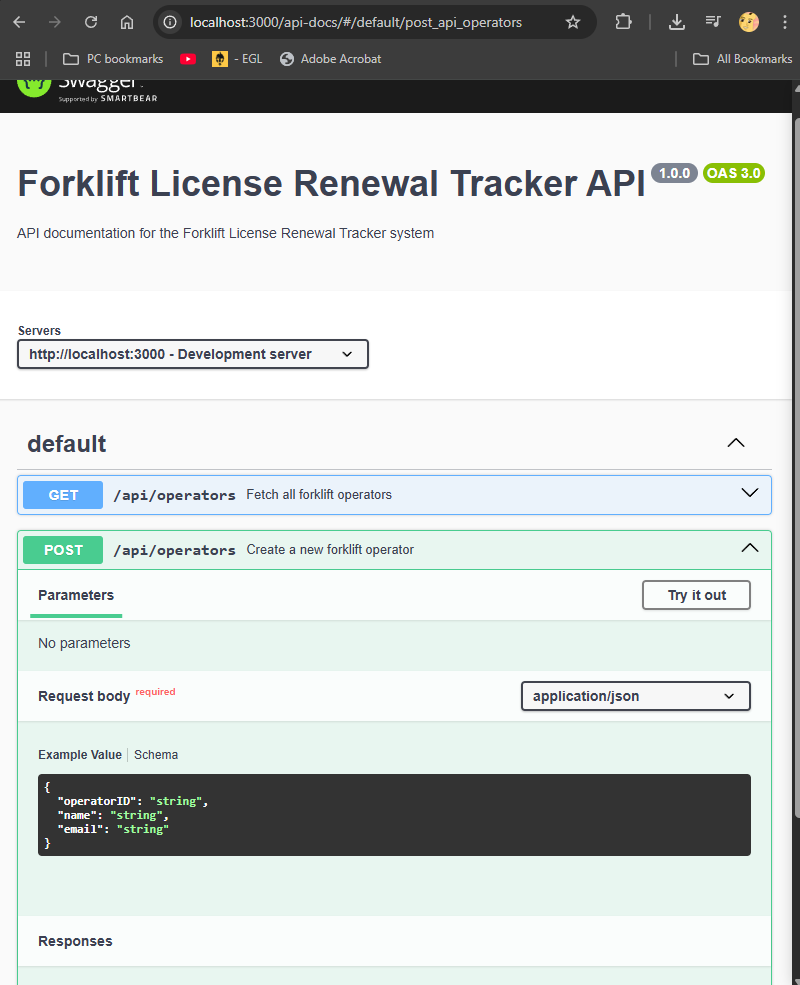 localhost:3000/api-docs/#/default/post_api_operators
PC bookmarks - EGL Adobe Acrobat All Bookmarks
Swagger.
Supported by SMARTBEAR
Forklift License Renewal Tracker API 1.0.0 OAS 3.0
API documentation for the Forklift License Renewal Tracker system
Servers
http://localhost:3000 - Development server
default
GET /api/operators Fetch all forklift operators
POST /api/operators Create a new forklift operator
Parameters Try it out
No parameters
Request body required application/json
Example Value Schema
{
  "operatorID": "string",
  "name": "string",
  "email": "string"
}
Responses